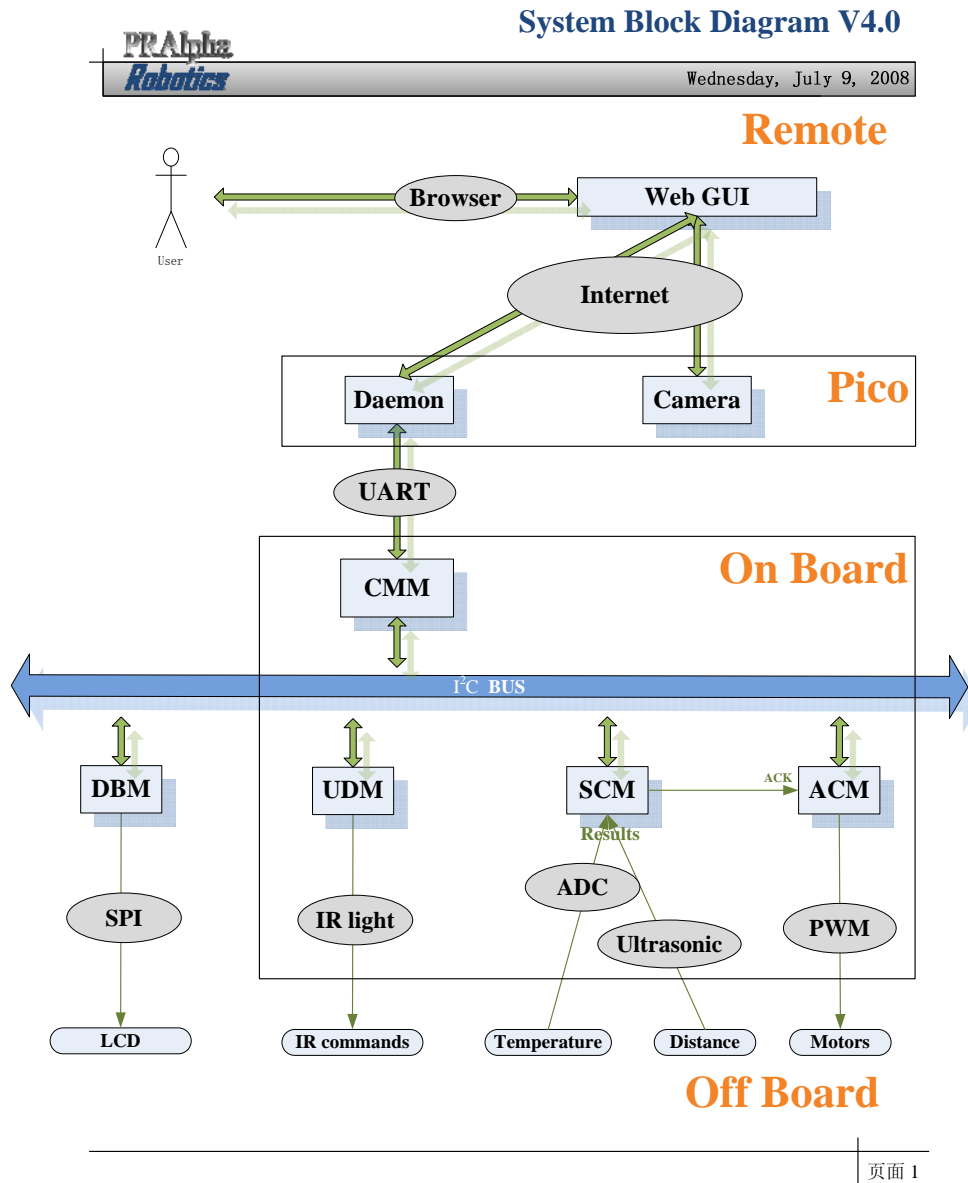 System Block Diagram V4.0
PRAlpha
Robotics
Wednesday, July 9, 2008
Remote
User
Browser
Web GUI
Internet
Pico
Daemon
Camera
UART
On Board
CMM
I²C BUS
DBM
UDM
SCM
ACK
ACM
Results
ADC
SPI
IR light
Ultrasonic
PWM
LCD
IR commands
Temperature
Distance
Motors
Off Board
页面 1